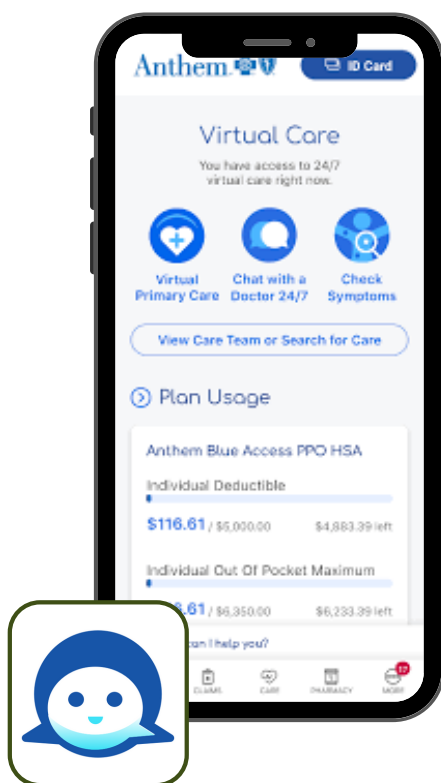 Anthem
ID Card
Virtual Care
You have access to 24/7
virtual care right now.
Virtual
Primary Care
Chat with a
Doctor 24/7
Check
Symptoms
View Care Team or Search for Care
Plan Usage
Anthem Blue Access PPO HSA
Individual Deductible
$116.61 / $5,000.00 $4,883.39 left
Individual Out Of Pocket Maximum
.61 / $6,350.00 $6,233.39 left
can I help you?
CLAIMS
CARE
PHARMACY
MORE